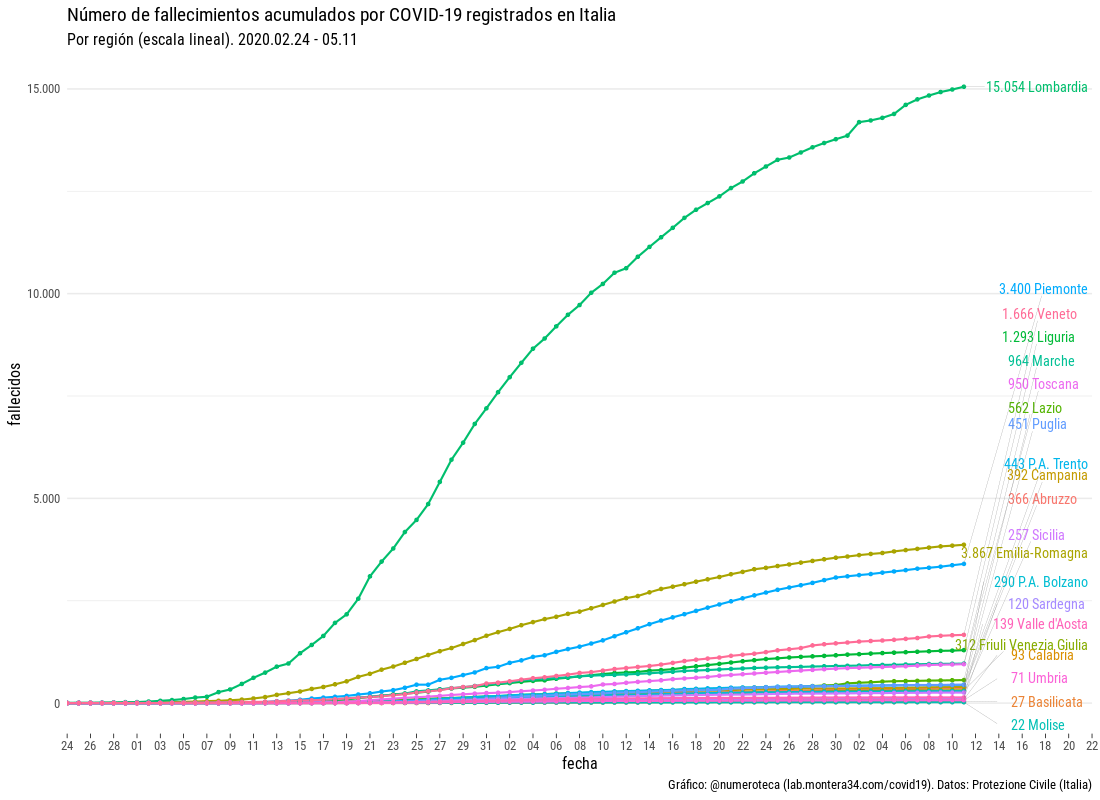 Número de fallecimientos acumulados por COVID-19 registrados en Italia
Por región (escala lineal). 2020.02.24 - 05.11
15.000
15.054 Lombardia
10.000
3.400 Piemonte
1.666 Veneto
1.293 Liguria
964 Marche
950 Toscana
562 Lazio
451 Puglia
443 P.A. Trento
392 Campania
366 Abruzzo
5.000
257 Sicilia
3.867 Emilia-Romagna
290 P.A. Bolzano
120 Sardegna
139 Valle d'Aosta
312 Friuli Venezia Giulia
93 Calabria
71 Umbria
27 Basilicata
0
22 Molise
fallecidos
24 26 28 01 03 05 07 09 11 13 15 17 19 21 23 25 27 29 31 02 04 06 08 10 12 14 16 18 20 22 24 26 28 30 02 04 06 08 10 12 14 16 18 20 22
fecha
Gráfico: @numeroteca (lab.montera34.com/covid19). Datos: Protezione Civile (Italia)